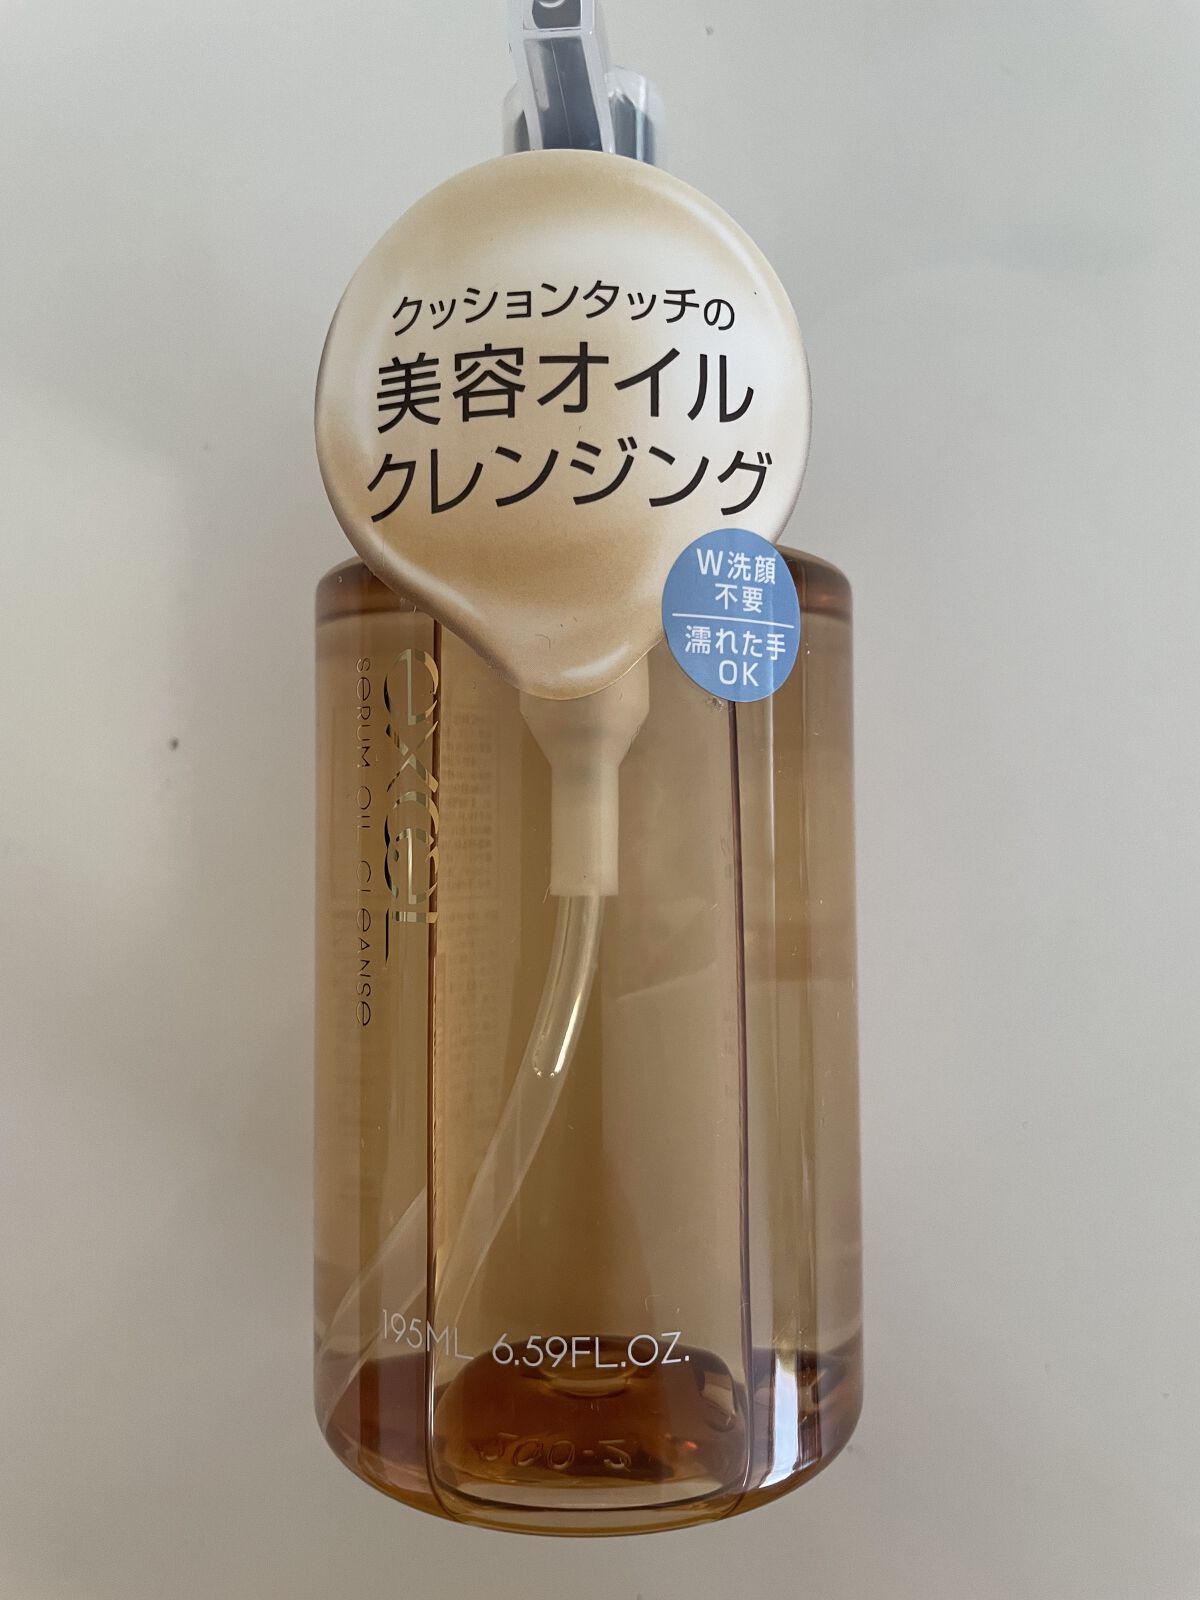 クッションタッチの
美容オイル
クレンジング
W洗顔
不要
濡れた手
OK
excel
SERUM OIL CLEANSE
195ML 6.59FL.OZ.